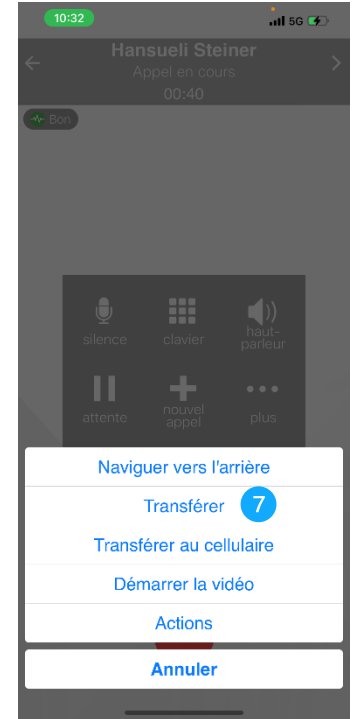 10:32
5G
Hansueli Steiner
Appel en cours
00:40
Bon
silence
clavier
haut-
parleur
attente
nouvel
appel
plus
Naviguer vers l'arrière
Transférer 7
Transférer au cellulaire
Démarrer la vidéo
Actions
Annuler